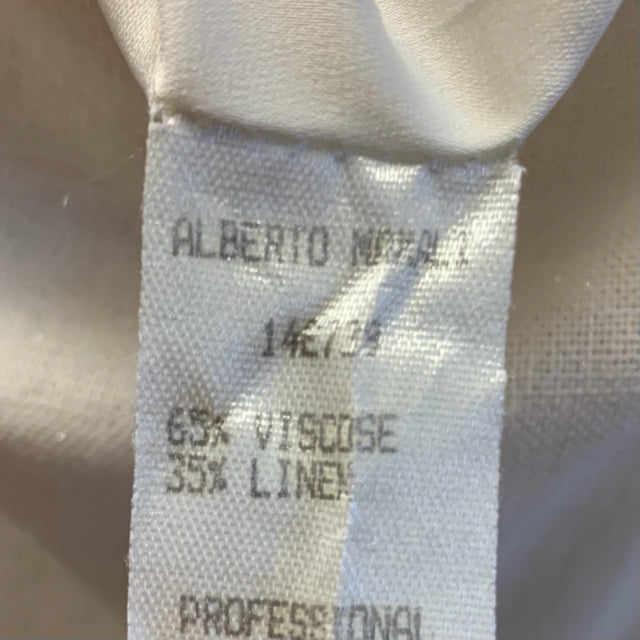 ALBERTO
65% VISCOSE
35% LINEN
PROFESSIONAL